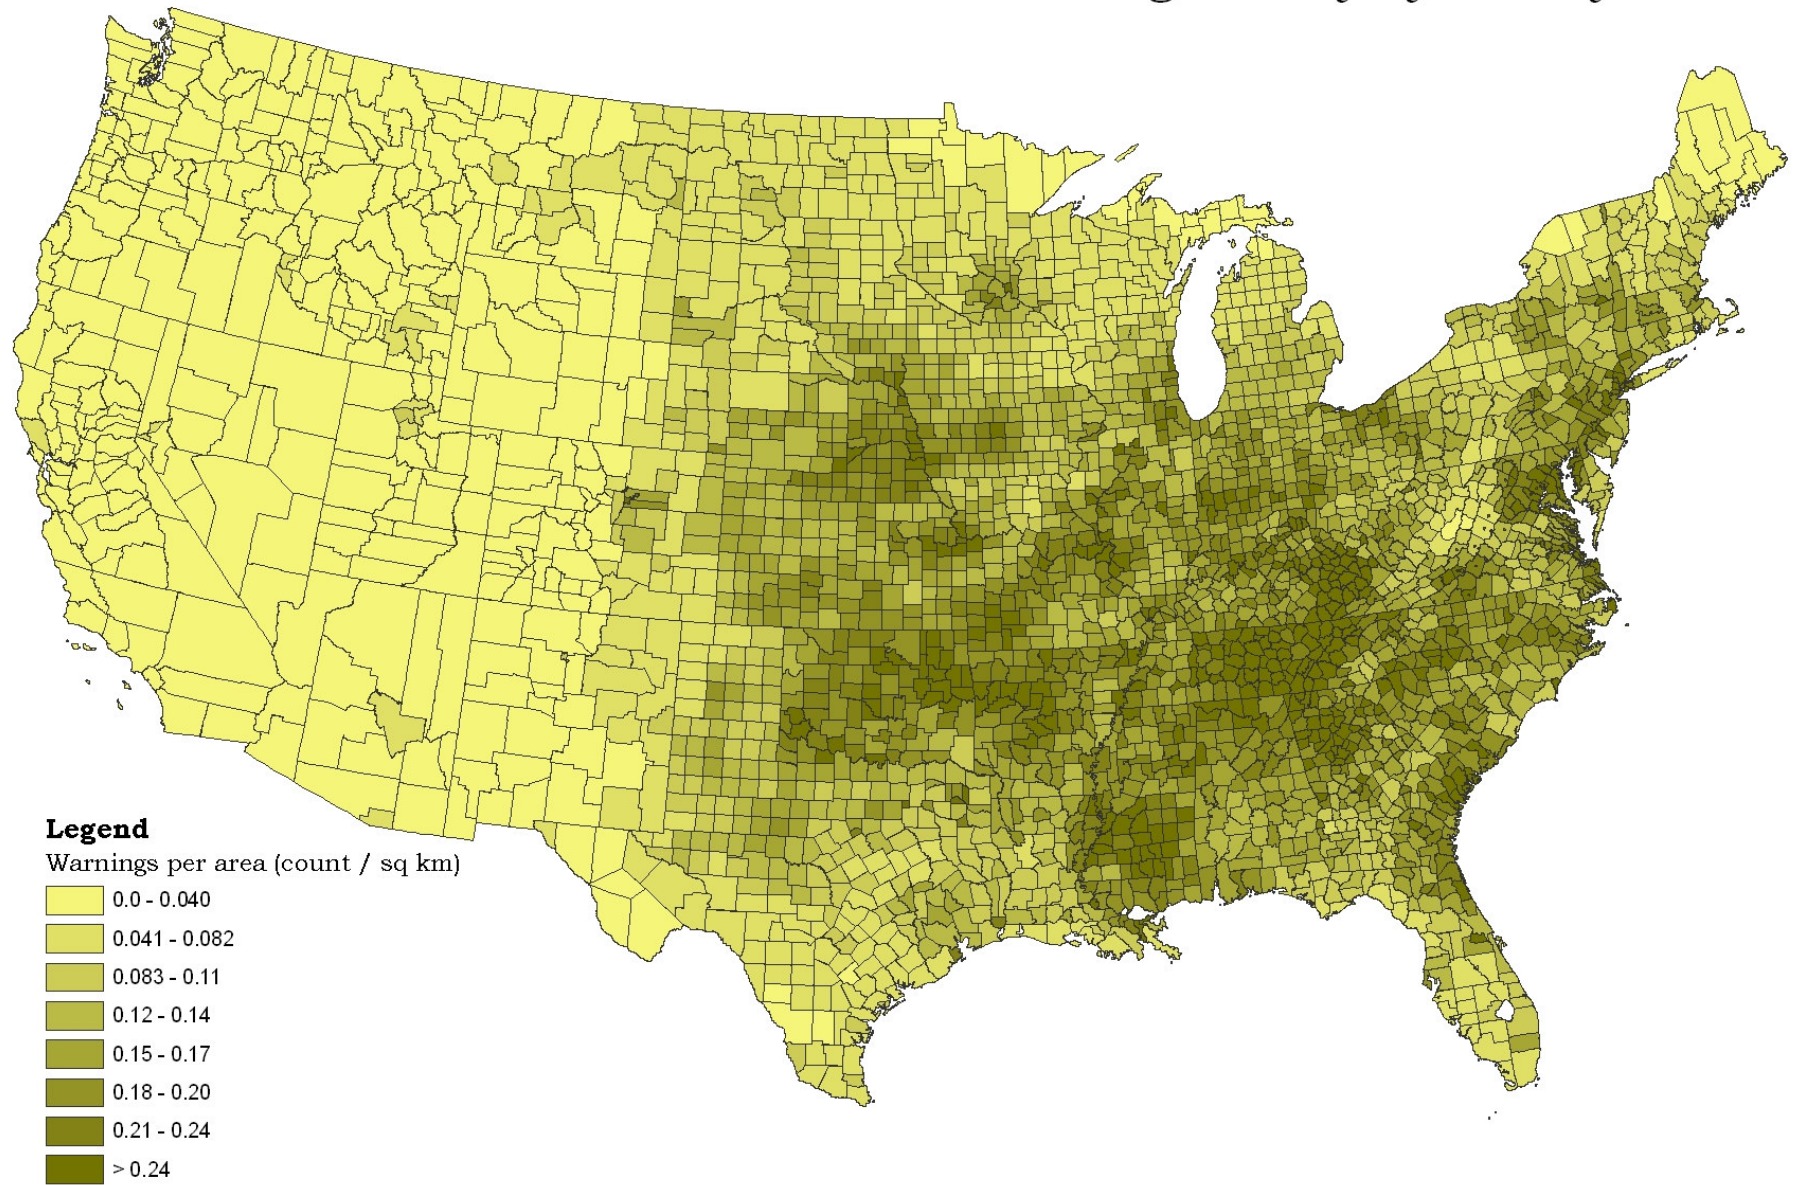 Legend
Warnings per area (count / sq km)
0.0 - 0.040
0.041 - 0.082
0.083 - 0.11
0.12 - 0.14
0.15 - 0.17
0.18 - 0.20
0.21 - 0.24
> 0.24